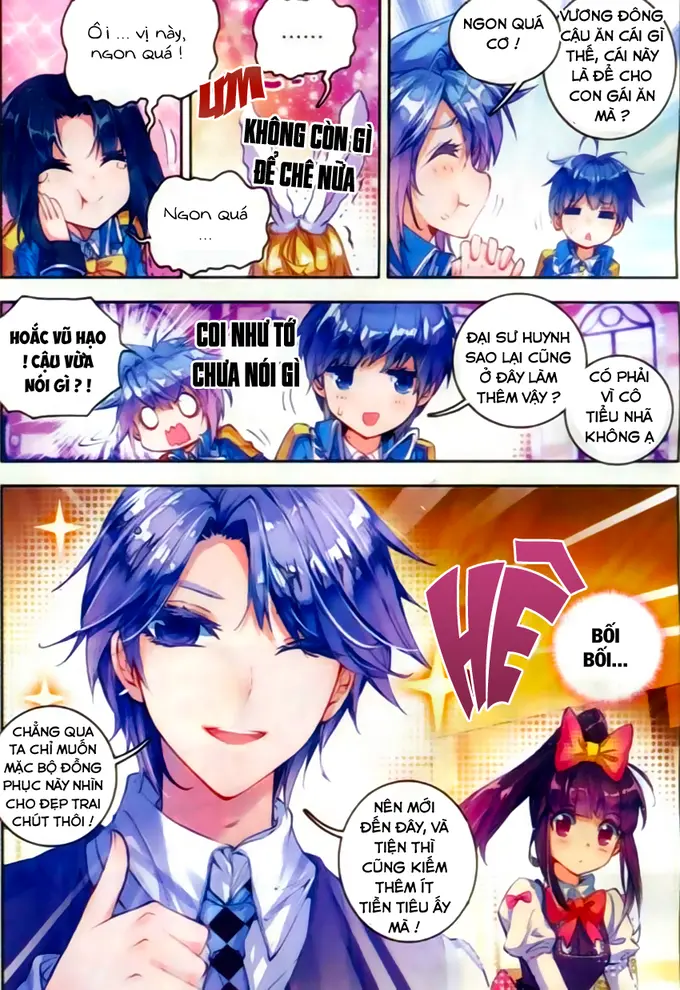 Ôi ... vị này,
ngon quá !
......
ừm
KHÔNG CÒN GÌ
ĐỂ CHÊ NỮA
Ngon quá
...
NGON QUÁ
CƠ !
VƯƠNG ĐÔNG
CẬU ĂN CÁI GÌ
THẾ, CÁI NÀY
LÀ ĐỂ CHO
CON GÁI ĂN
MÀ ?
HOẮC VŨ HẠO
! CẬU VỪA
NÓI GÌ ? !
COI NHƯ TỚ
CHƯA NÓI GÌ
ĐẠI SƯ HUYNH
SAO LẠI CŨNG
Ở ĐÂY LÀM
THÊM VẬY ?
CÓ PHẢI
VÌ CÔ
TIỂU NHÃ
KHÔNG Ạ
HẺ
BỐI
BỐI...
CHẲNG QUA
TA CHỈ MUỐN
MẶC BỘ ĐỒNG
PHỤC NÀY NHÌN
CHO ĐẸP TRAI
CHÚT THÔI !
NÊN MỚI
ĐẾN ĐÂY, VÀ
TIỆN THÌ
CŨNG KIẾM
THÊM ÍT
TIỀN TIÊU ẤY
MÀ !